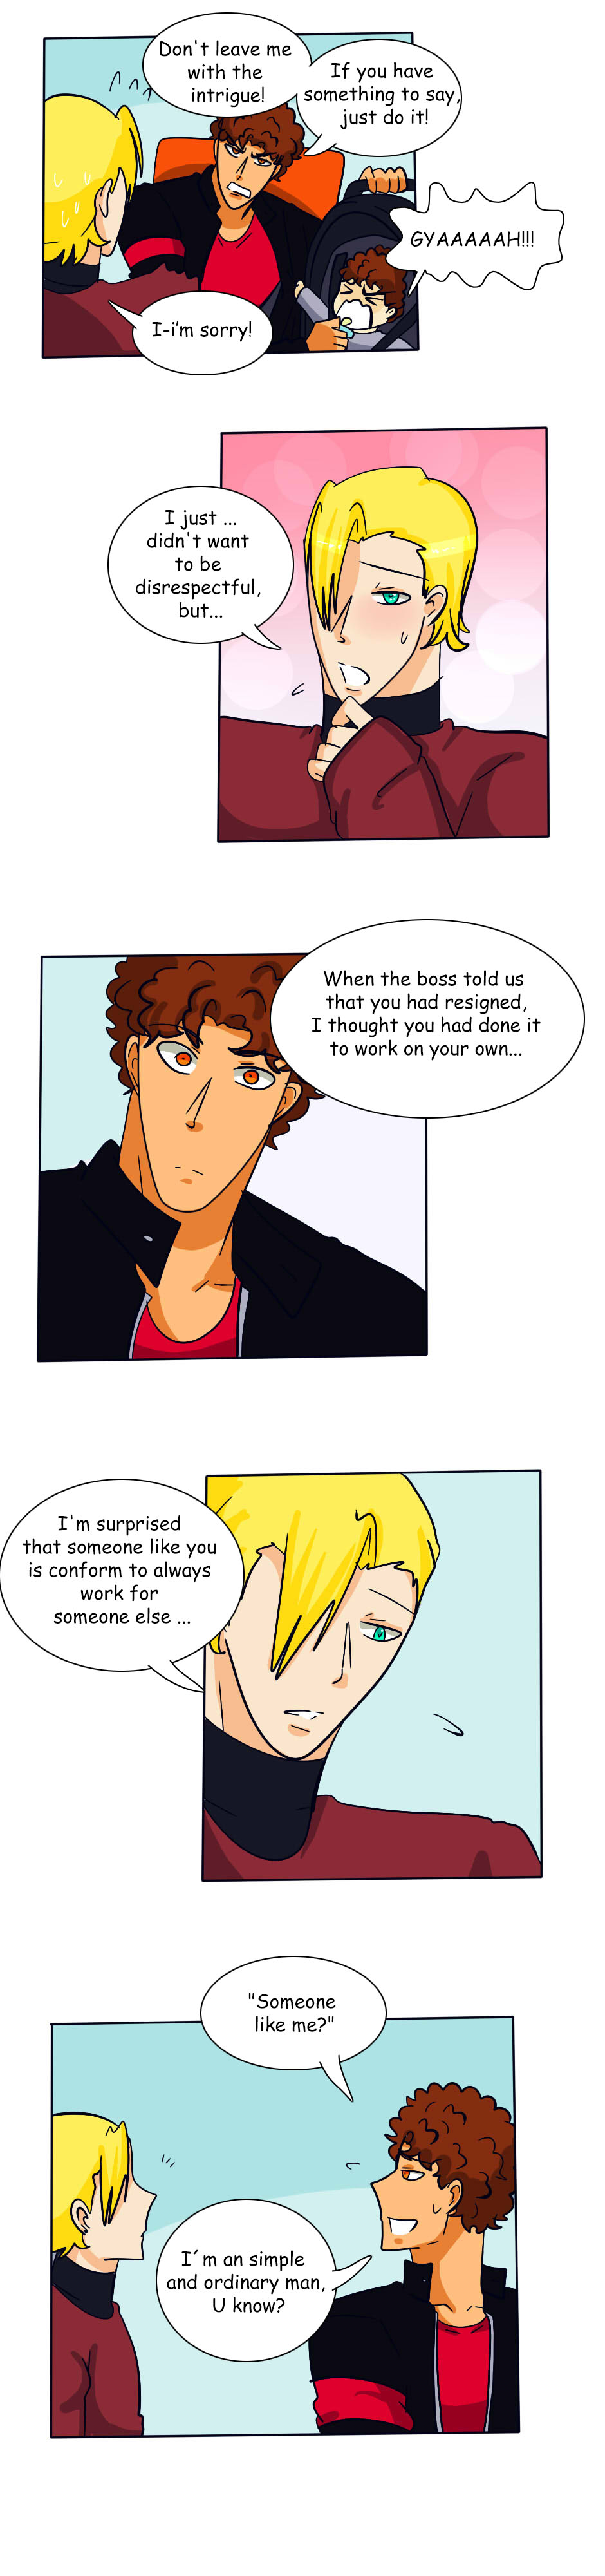 Don't leave me
with the
intrigue!
If you have
something to say,
just do it!
GYAAAAAH!!!
I-i'm sorry!
I just ...
didn't want
to be
disrespectful,
but...
When the boss told us
that you had resigned,
I thought you had done it
to work on your own...
I'm surprised
that someone like you
is conform to always
work for
someone else ...
"Someone
like me?"
I´m an simple
and ordinary man,
U know?